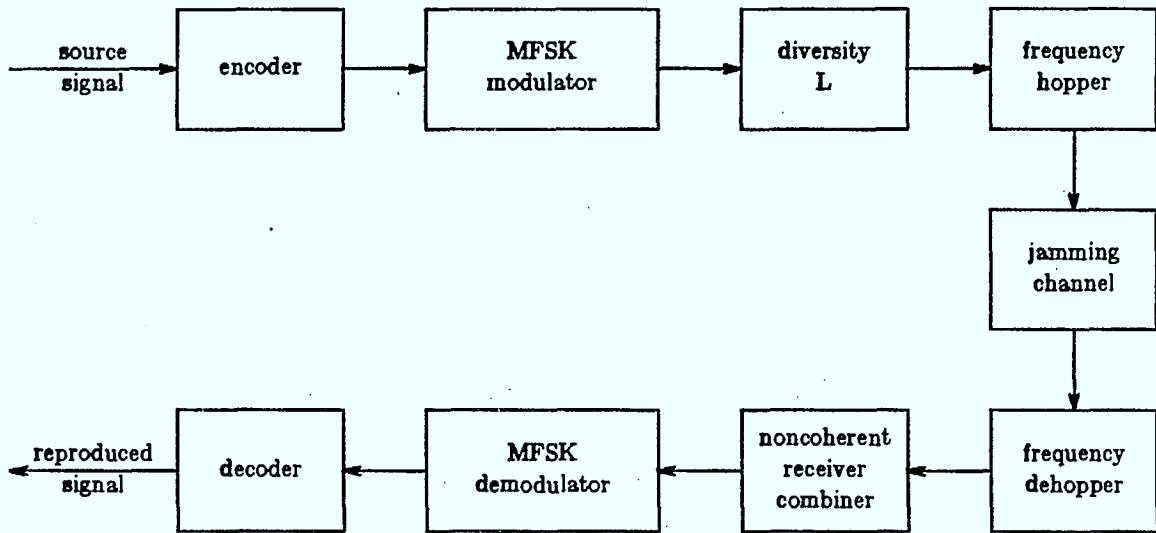 source
signal
encoder
MFSK
modulator
diversity
L
frequency
hopper
jamming
channel
frequency
dehopper
noncoherent
receiver
combiner
MFSK
demodulator
decoder
reproduced
signal